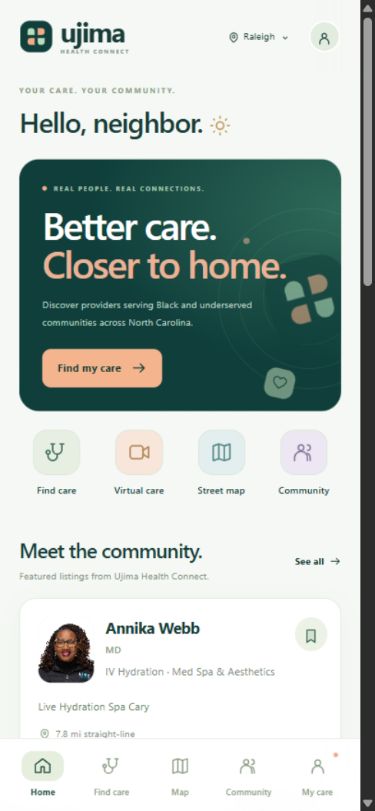 ujima
HEALTH CONNECT
Raleigh
YOUR CARE. YOUR COMMUNITY.
Hello, neighbor.
REAL PEOPLE. REAL CONNECTIONS.
Better care.
Closer to home.
Discover providers serving Black and underserved
communities across North Carolina.
Find my care
Find care
Virtual care
Street map
Community
Meet the community.
See all
Featured listings from Ujima Health Connect.
Annika Webb
MD
IV Hydration · Med Spa & Aesthetics
Live Hydration Spa Cary
7.8 mi straight-line
Home
Find care
Map
Community
My care